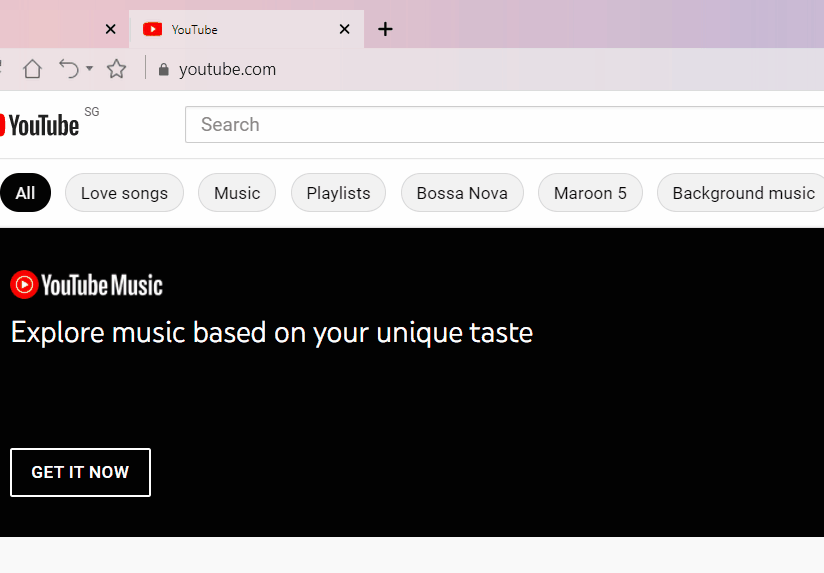 YouTube
youtube.com
YouTube SG
Search
All Love songs Music Playlists Bossa Nova Maroon 5 Background music
YouTube Music
Explore music based on your unique taste
GET IT NOW